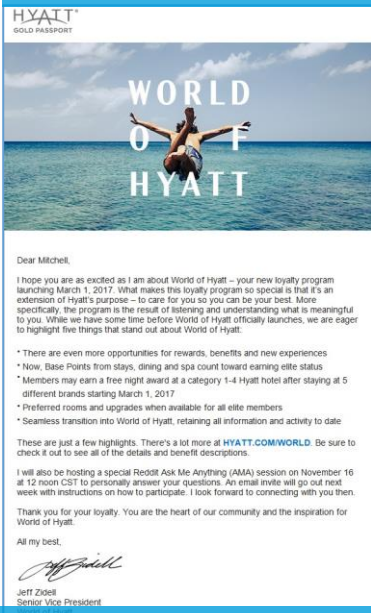 HYATT®
GOLD PASSPORT
WORLD
O F
HYATT
Dear Mitchell,
I hope you are as excited as I am about World of Hyatt – your new loyalty program
launching March 1, 2017. What makes this loyalty program so special is that it's an
extension of Hyatt's purpose – to care for you so you can be your best. More
specifically, the program is the result of listening and understanding what is meaningful
to you. While we have some time before World of Hyatt officially launches, we are eager
to highlight five things that stand out about World of Hyatt:
* There are even more opportunities for rewards, benefits and new experiences
* Now, Base Points from stays, dining and spa count toward earning elite status
* Members may earn a free night award at a category 1-4 Hyatt hotel after staying at 5
different brands starting March 1, 2017
* Preferred rooms and upgrades when available for all elite members
* Seamless transition into World of Hyatt, retaining all information and activity to date
These are just a few highlights. There's a lot more at HYATT.COM/WORLD. Be sure to
check it out to see all of the details and benefit descriptions.
I will also be hosting a special Reddit Ask Me Anything (AMA) session on November 16
at 12 noon CST to personally answer your questions. An email invite will go out next
week with instructions on how to participate. I look forward to connecting with you then.
Thank you for your loyalty. You are the heart of our community and the inspiration for
World of Hyatt.
All my best,
Jeff Zidell
Jeff Zidell
Senior Vice President
World of Hyatt